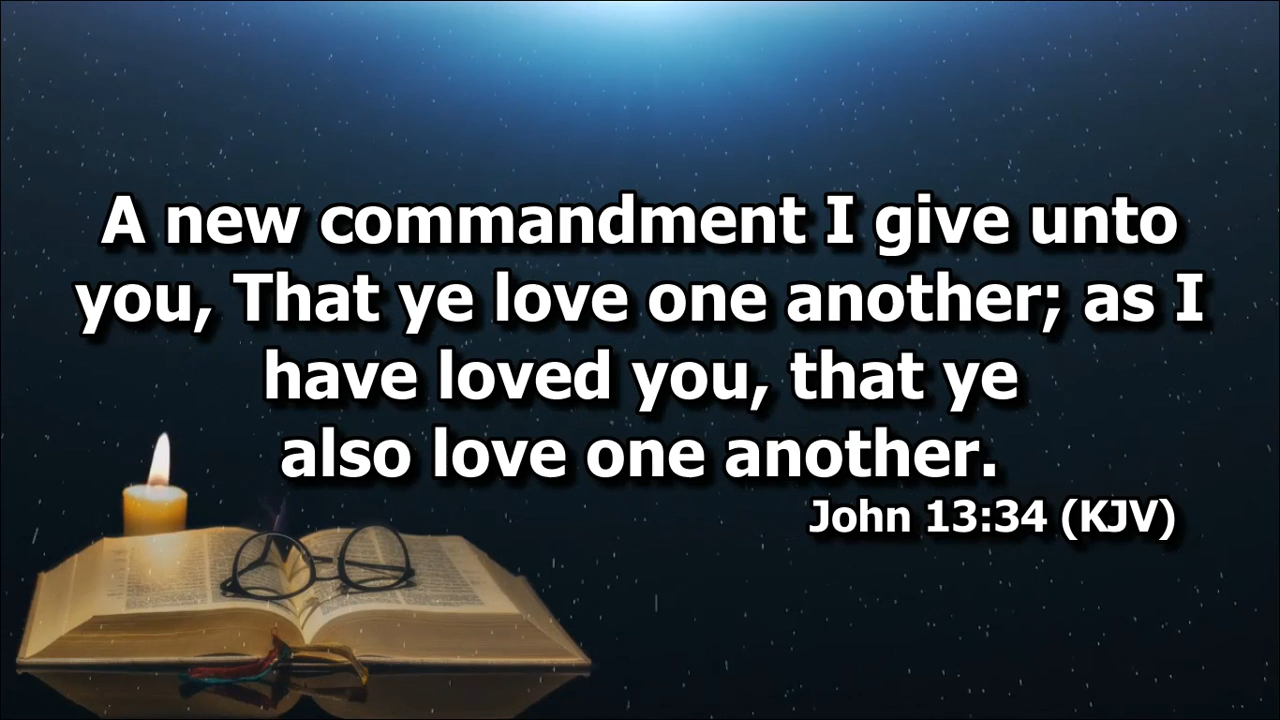 A new commandment I give unto
you, That ye love one another; as I
have loved you, that ye
also love one another.
John 13:34 (KJV)